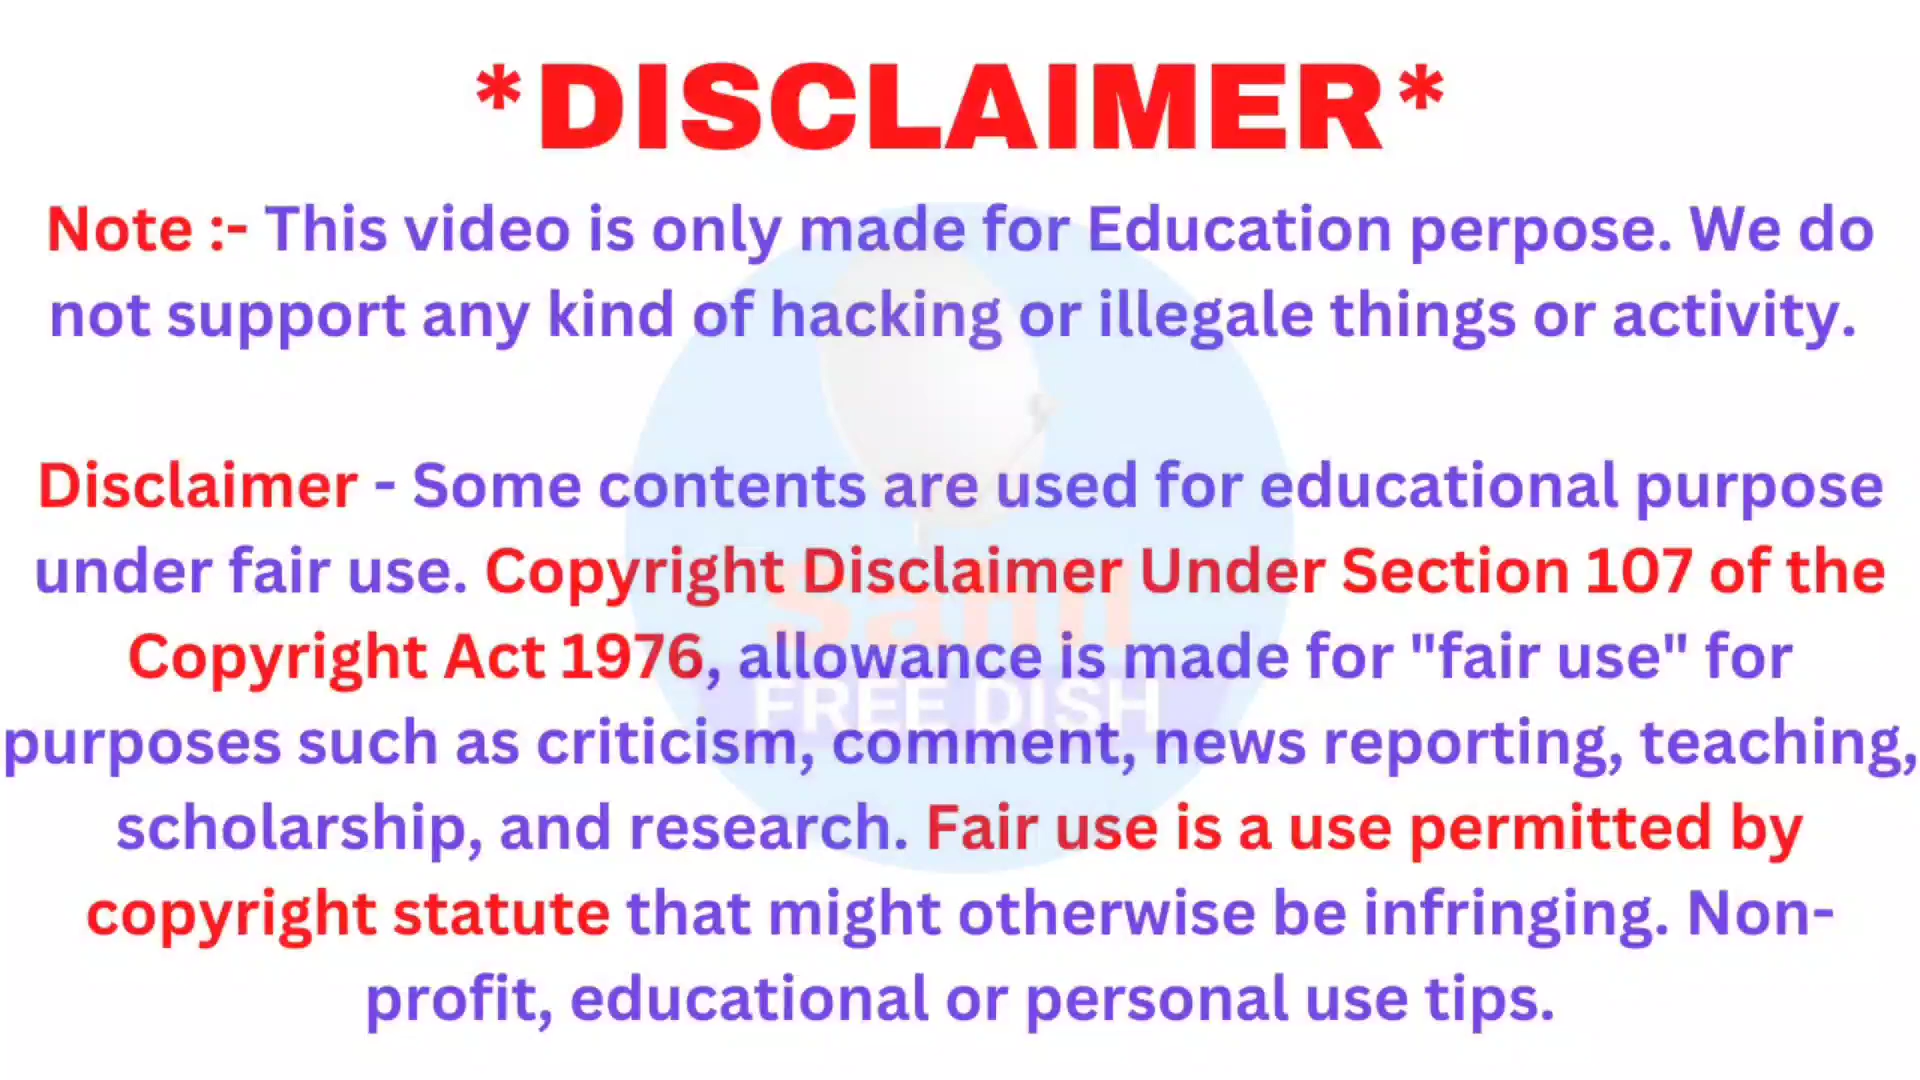 *DISCLAIMER*
Note :- This video is only made for Education perpose. We do
not support any kind of hacking or illegale things or activity.
Disclaimer - Some contents are used for educational purpose
under fair use. Copyright Disclaimer Under Section 107 of the
Copyright Act 1976, allowance is made for "fair use" for
purposes such as criticism, comment, news reporting, teaching,
scholarship, and research. Fair use is a use permitted by
copyright statute that might otherwise be infringing. Non-
profit, educational or personal use tips.
FREE DISH